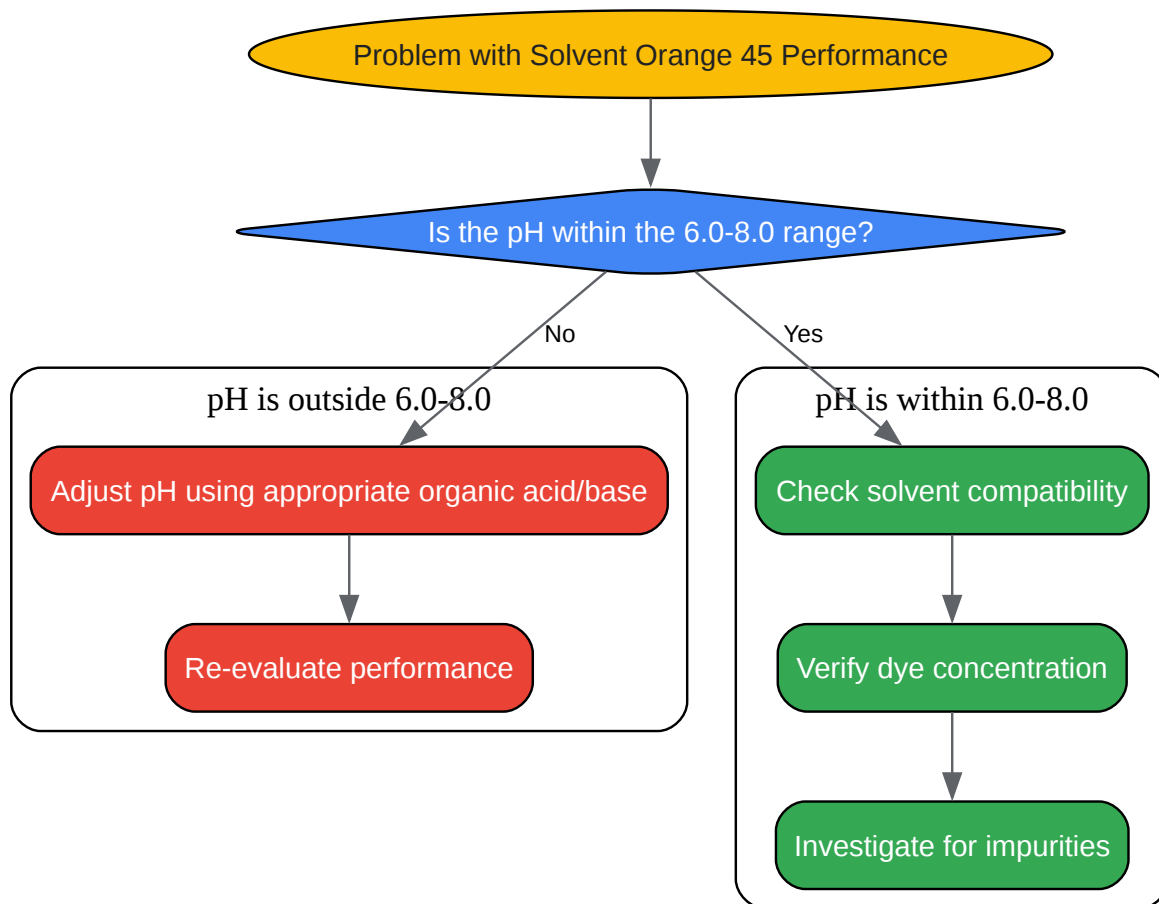 Problem with Solvent Orange 45 Performance
Is the pH within the 6.0-8.0 range?
No
Yes
pH is outside 6.0-8.0
Adjust pH using appropriate organic acid/base
Re-evaluate performance
pH is within 6.0-8.0
Check solvent compatibility
Verify dye concentration
Investigate for impurities